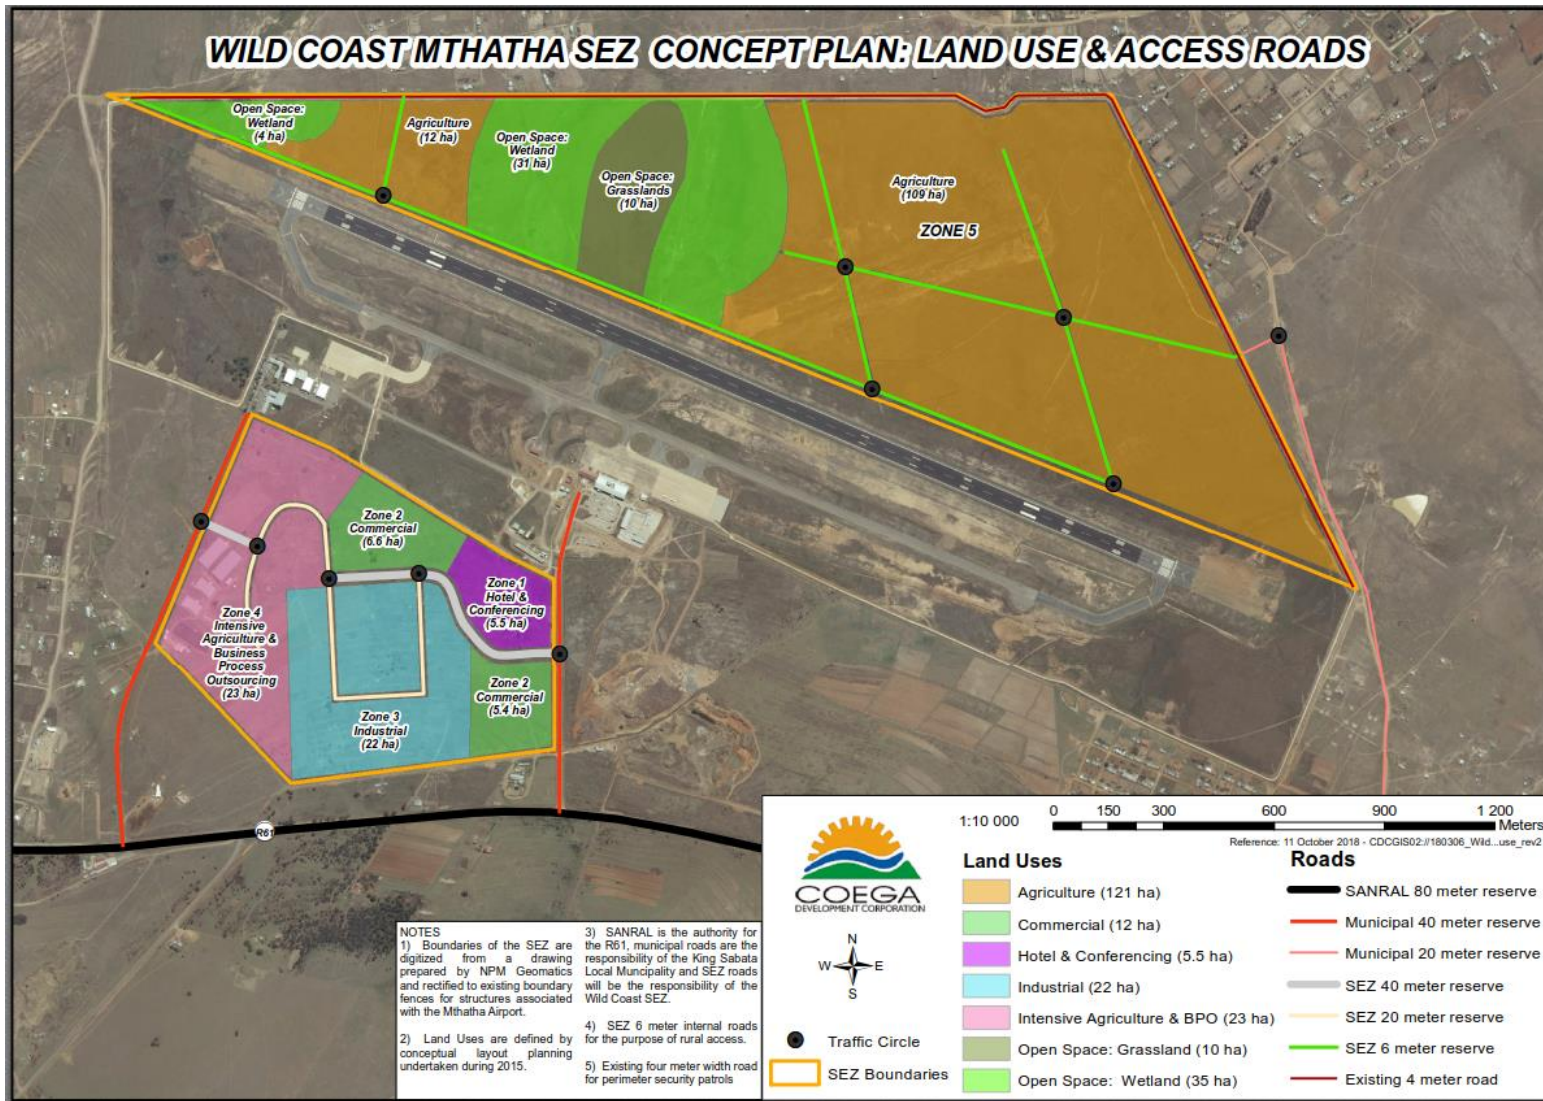 WILD COAST MTHATHA SEZ  CONCEPT PLAN: LAND USE & ACCESS ROADS
Open Space:
Wetland
(4 ha)
Agriculture
(12 ha)
Open Space:
Wetland
(31 ha)
Open Space:
Grasslands
(10 ha)
Agriculture
(109 ha)
ZONE 5
Zone 2
Commercial
(6.6 ha)
Zone 1
Hotel &
Conferencing
(5.5 ha)
Zone 4
Intensive
Agriculture &
Business
Process
Outsourcing
(23 ha)
Zone 2
Commercial
(5.4 ha)
Zone 3
Industrial
(22 ha)
R61
NOTES
1) Boundaries of the SEZ are
digitized from a drawing
prepared by NPM Geomatics
and rectified to existing boundary
fences for structures associated
with the Mthatha Airport.
2) Land Uses are defined by
conceptual layout planning
undertaken during 2015.
3) SANRAL is the authority for
the R61, municipal roads are the
responsibility of the King Sabata
Local Muncipality and SEZ roads
will be the responsibility of the
Wild Coast SEZ.
4) SEZ 6 meter internal roads
for the purpose of rural access.
5) Existing four meter width road
for perimeter security patrols
COEGA
DEVELOPMENT CORPORATION
N
W E
S
Traffic Circle
SEZ Boundaries
1:10 000
0 150 300 600 900 1 200
Meters
Reference: 11 October 2018 - CDCGIS02://180306_Wild...use_rev2
Land Uses
Agriculture (121 ha)
Commercial (12 ha)
Hotel & Conferencing (5.5 ha)
Industrial (22 ha)
Intensive Agriculture & BPO (23 ha)
Open Space: Grassland (10 ha)
Open Space:  Wetland (35 ha)
Roads
SANRAL 80 meter reserve
Municipal 40 meter reserve
Municipal 20 meter reserve
SEZ 40 meter reserve
SEZ 20 meter reserve
SEZ 6 meter reserve
Existing 4 meter road